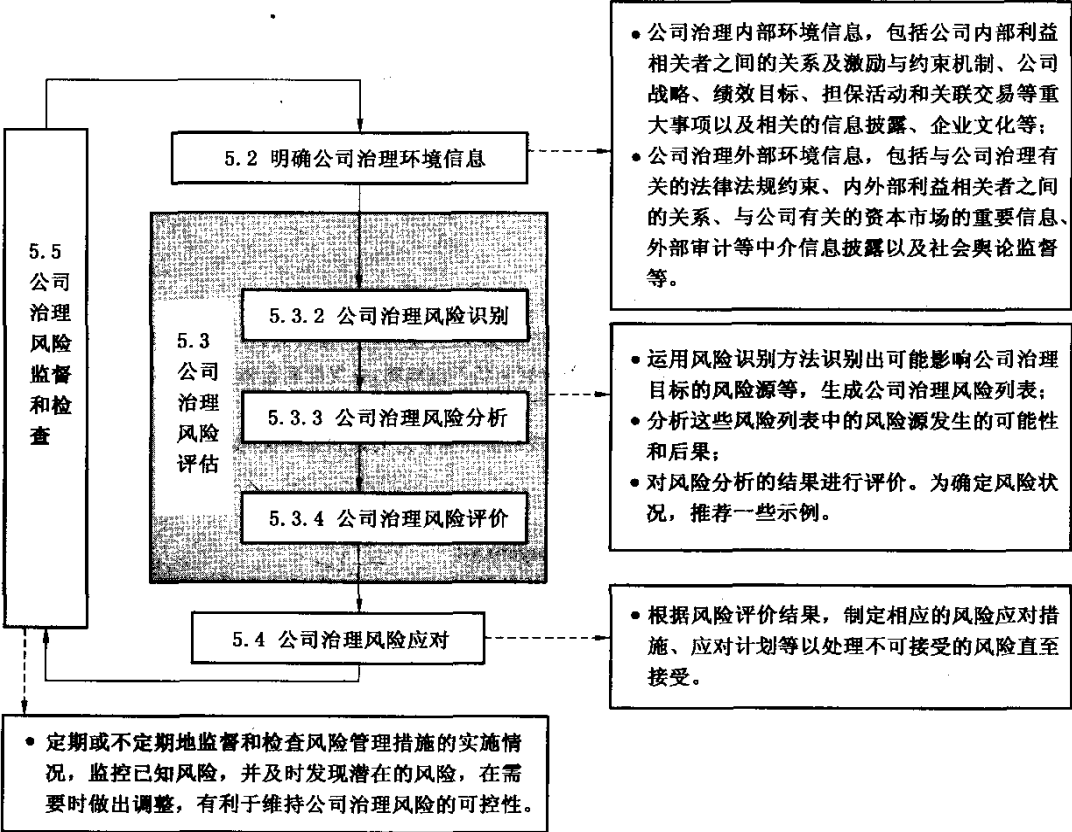 • 公司治理内部环境信息，包括公司内部利益
相关者之间的关系及激励与约束机制、公司
战略、绩效目标、担保活动和关联交易等重
大事项以及相关的信息披露、企业文化等；
• 公司治理外部环境信息，包括与公司治理有
关的法律法规约束、内外部利益相关者之间
的关系、与公司有关的资本市场的重要信息、
外部审计等中介信息披露以及社会舆论监督
等。
5.2 明确公司治理环境信息
5.5
公司
治理
风险
监督
和检
查
5.3
公司
治理
风险
评估
5.3.2 公司治理风险识别
5.3.3 公司治理风险分析
5.3.4 公司治理风险评价
• 运用风险识别方法识别出可能影响公司治理
目标的风险源等，生成公司治理风险列表；
• 分析这些风险列表中的风险源发生的可能性
和后果；
• 对风险分析的结果进行评价。为确定风险状
况，推荐一些示例。
5.4 公司治理风险应对
• 根据风险评价结果，制定相应的风险应对措
施、应对计划等以处理不可接受的风险直至
接受。
• 定期或不定期地监督和检查风险管理措施的实施情
况，监控已知风险，并及时发现潜在的风险，在需
要时做出调整，有利于维持公司治理风险的可控性。